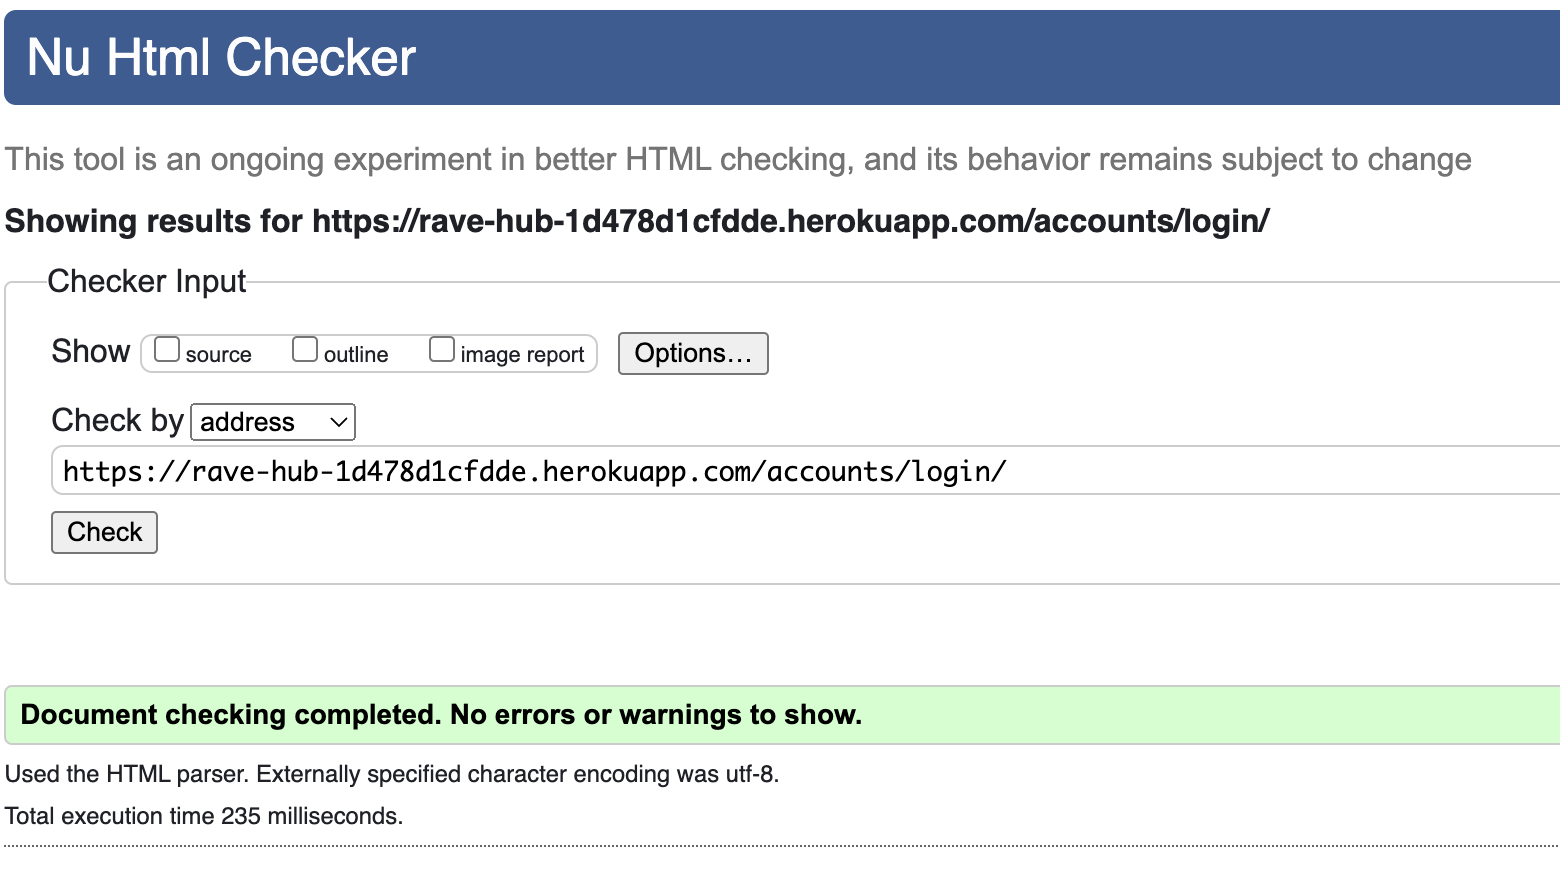 Nu Html Checker
This tool is an ongoing experiment in better HTML checking, and its behavior remains subject to change
Showing results for https://rave-hub-1d478d1cfdde.herokuapp.com/accounts/login/
Checker Input
Show source outline image report Options...
Check by address
https://rave-hub-1d478d1cfdde.herokuapp.com/accounts/login/
Check
Document checking completed. No errors or warnings to show.
Used the HTML parser. Externally specified character encoding was utf-8.
Total execution time 235 milliseconds.